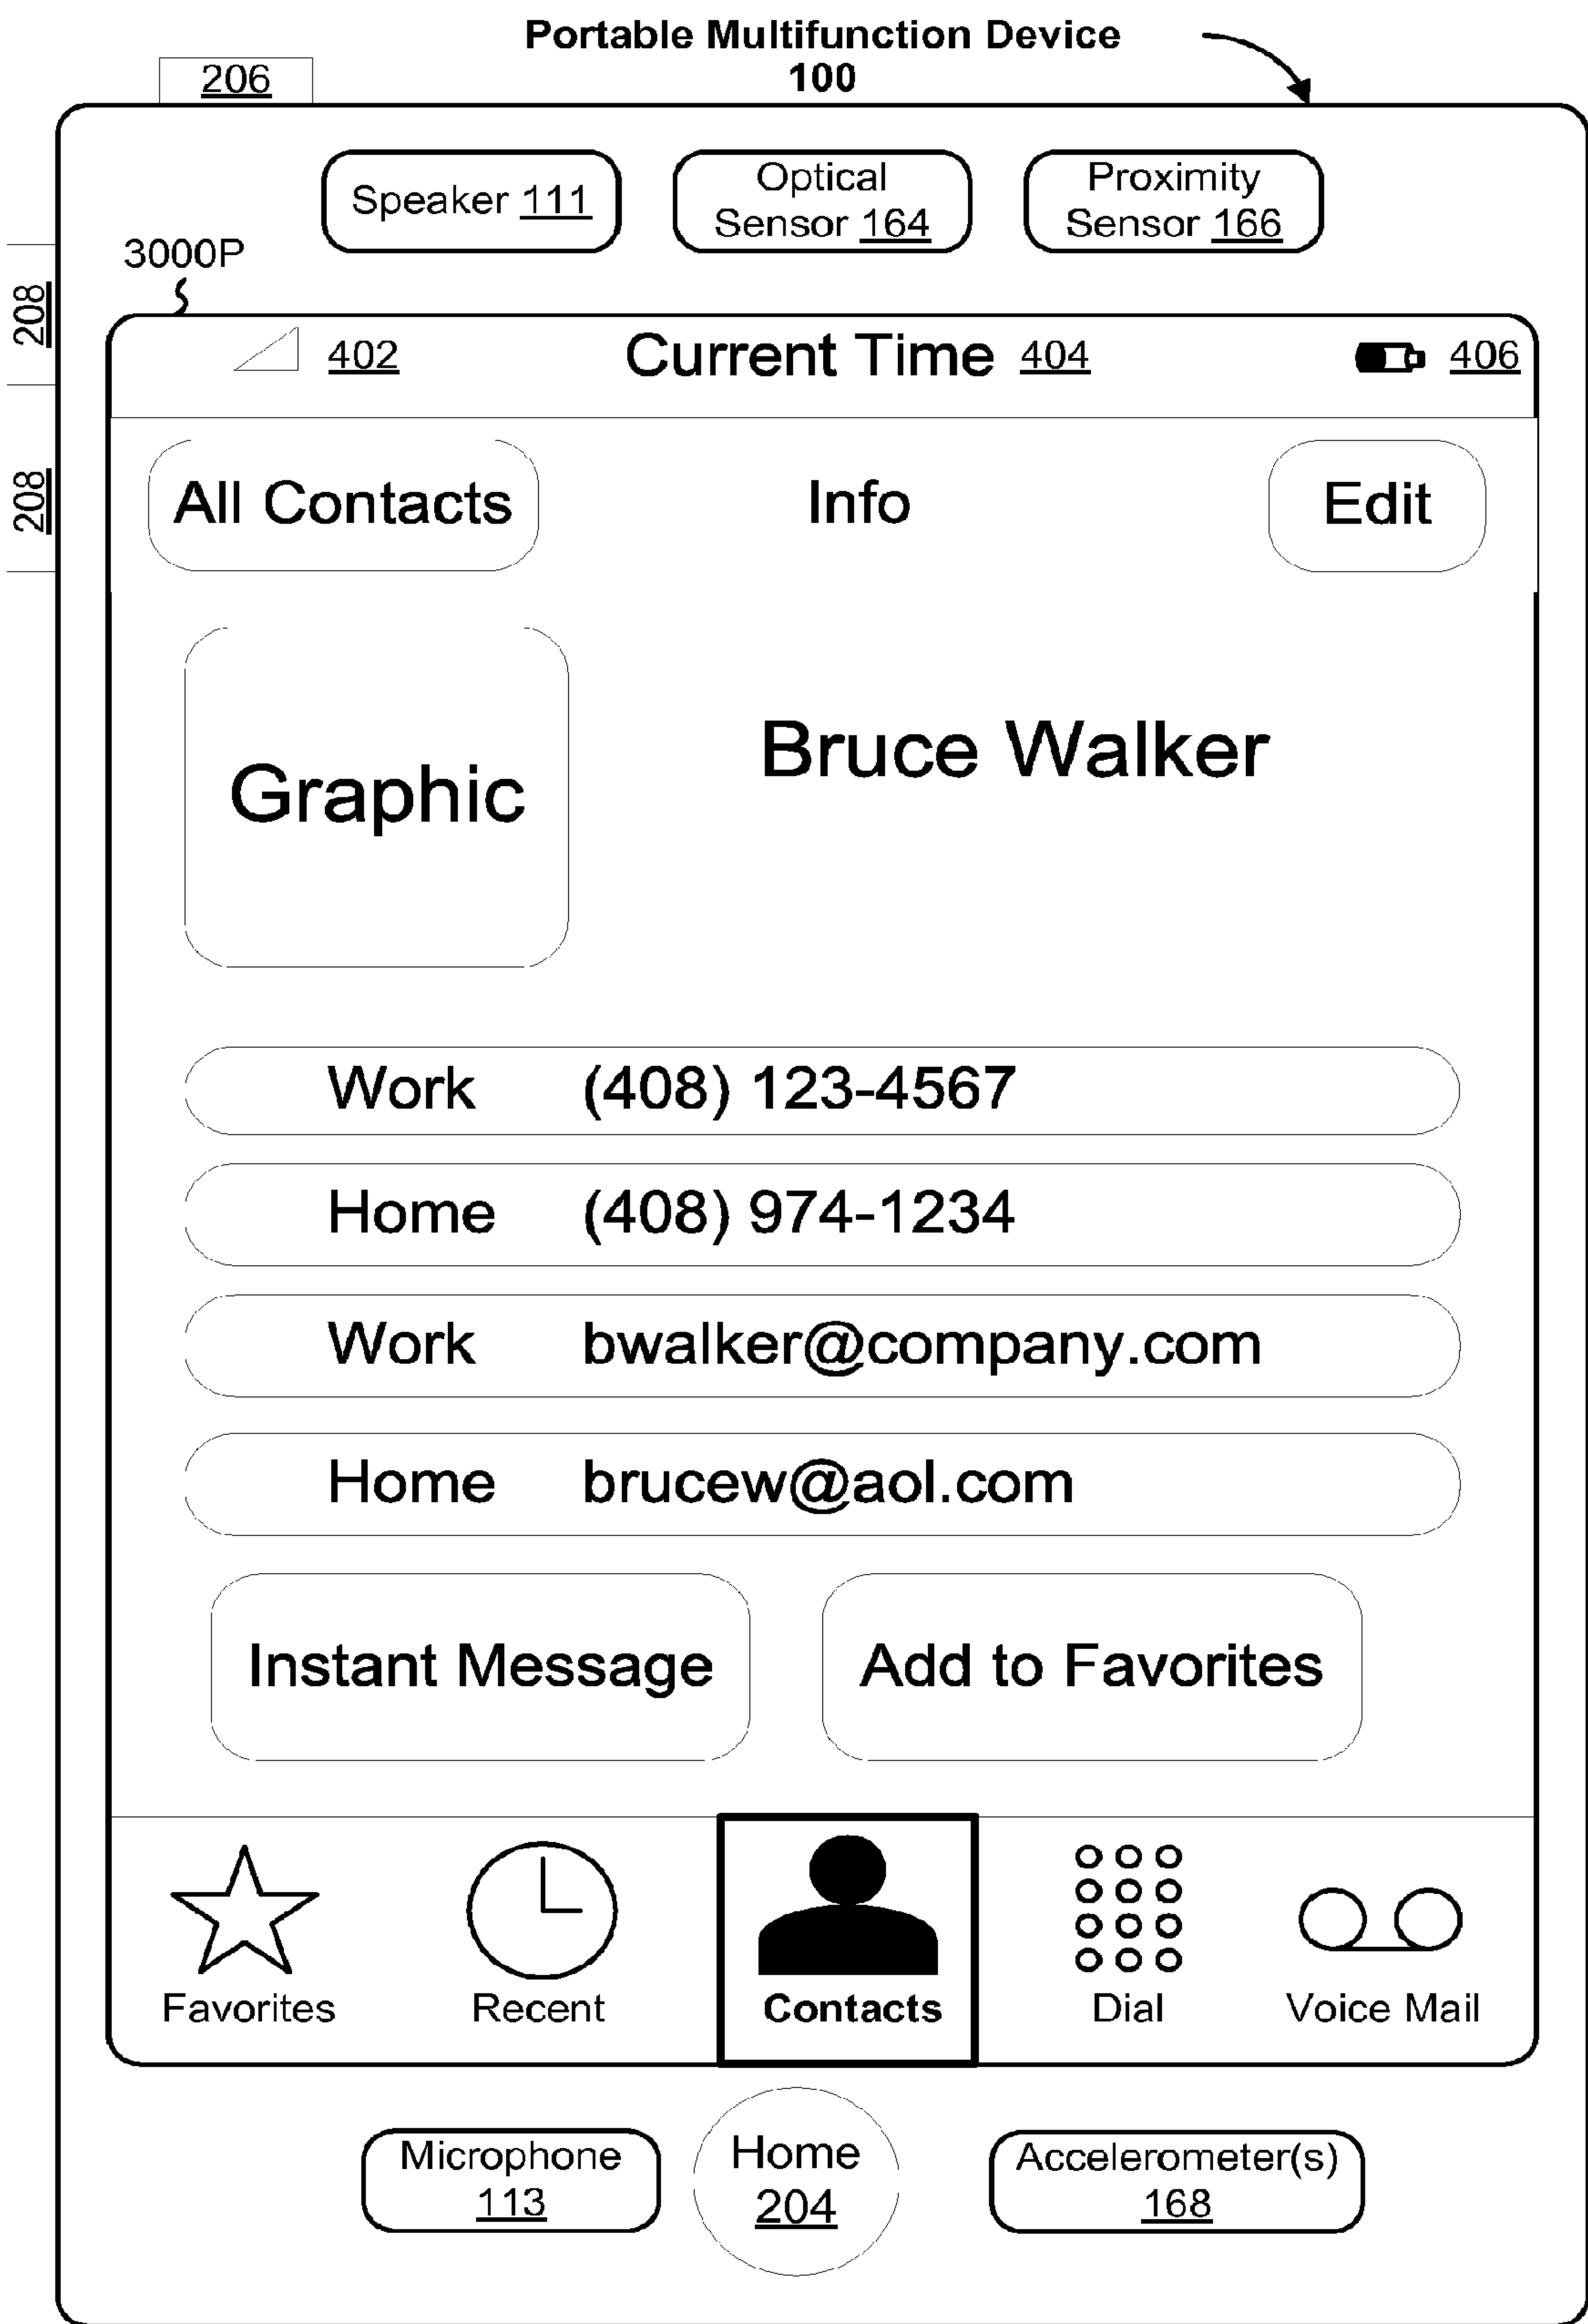 Portable Multifunction Device
100
206
Speaker 111
Optical
Sensor 164
Proximity
Sensor 166
3000P
208
208
402
Current Time 404
406
All Contacts
Info
Edit
Graphic
Bruce Walker
Work (408) 123-4567
Home (408) 974-1234
Work bwalker@company.com
Home brucew@aol.com
Instant Message
Add to Favorites
Favorites
Recent
Contacts
Dial
Voice Mail
Microphone
113
Home
204
Accelerometer(s)
168